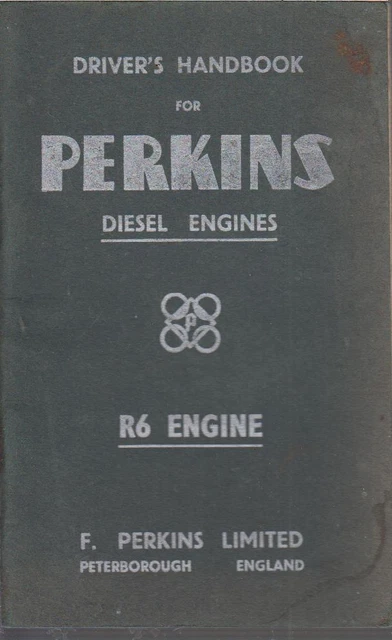 DRIVER'S HANDBOOK
FOR
PERKINS
DIESEL ENGINES
P
R6 ENGINE
F. PERKINS LIMITED
PETERBOROUGH ENGLAND